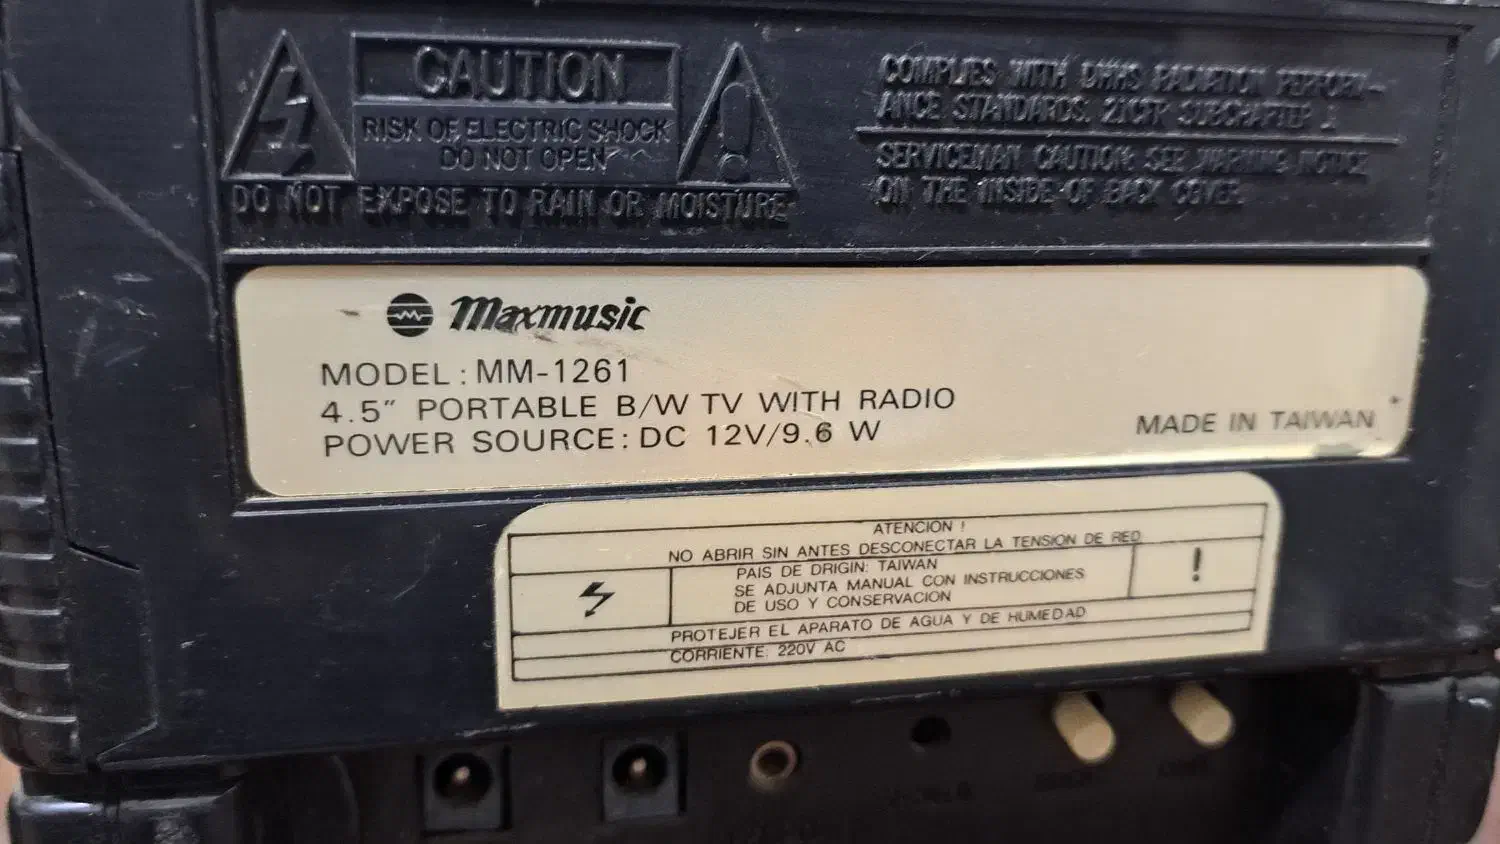 CAUTION
RISK OF ELECTRIC SHOCK
DO NOT OPEN
DO NOT EXPOSE TO RAIN OR MOISTURE
COMPLIES WITH DHHS RADIATION PERFORM-
ANCE STANDARDS, 21CFR SUBCHAPTER J
SERVICEMAN CAUTION: SEE WARNING NOTICE
ON THE INSIDE OF BACK COVER.
Maxmusic
MODEL : MM-1261
4.5" PORTABLE B/W TV WITH RADIO
POWER SOURCE: DC 12V/9.6 W
MADE IN TAIWAN
ATENCION !
NO ABRIR SIN ANTES DESCONECTAR LA TENSION DE RED
PAIS DE DRIGIN: TAIWAN
SE ADJUNTA MANUAL CON INSTRUCCIONES
DE USO Y CONSERVACION
!
PROTEJER EL APARATO DE AGUA Y DE HUMEDAD
CORRIENTE: 220V AC